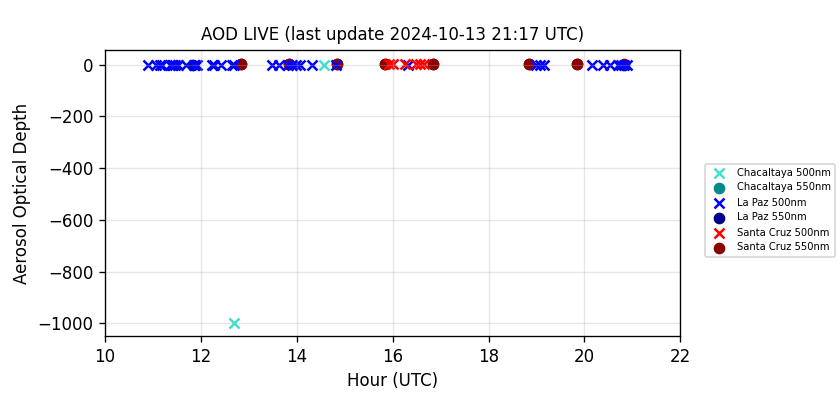 AOD LIVE (last update 2024-10-13 21:17 UTC)
Aerosol Optical Depth
0
−200
−400
−600
−800
−1000
10 12 14 16 18 20 22
Hour (UTC)
Chacaltaya 500nm
Chacaltaya 550nm
La Paz 500nm
La Paz 550nm
Santa Cruz 500nm
Santa Cruz 550nm